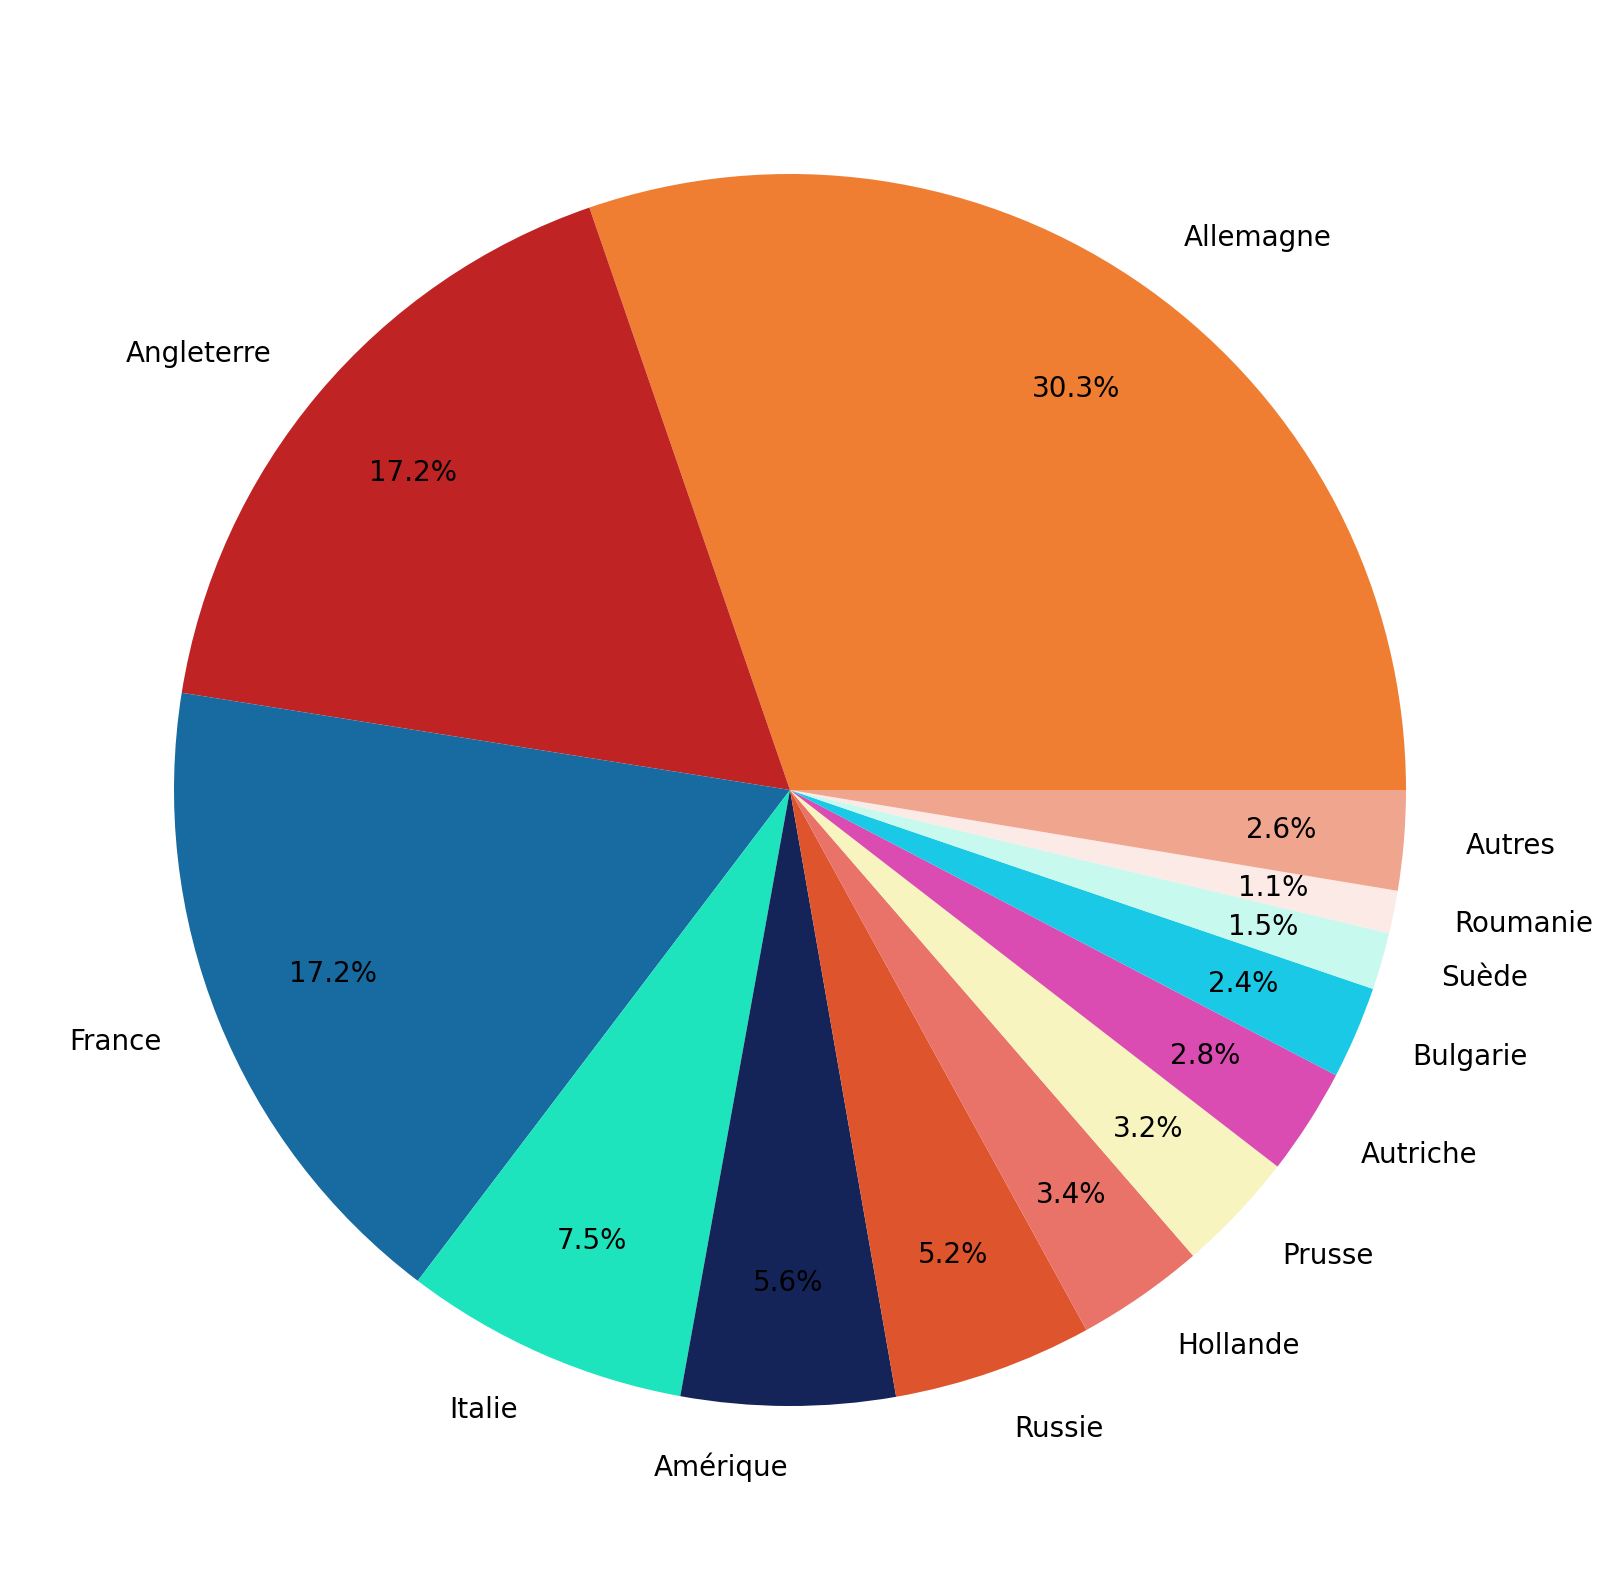 Allemagne
30.3%
Angleterre
17.2%
France
17.2%
Italie
7.5%
Amérique
5.6%
Russie
5.2%
Hollande
3.4%
Prusse
3.2%
Autriche
2.8%
Bulgarie
2.4%
Suède
1.5%
Roumanie
1.1%
Autres
2.6%